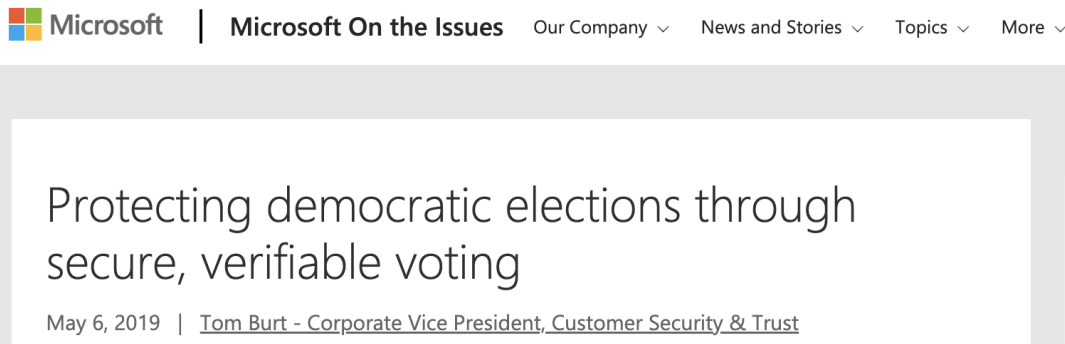 Microsoft | Microsoft On the Issues Our Company News and Stories Topics More
Protecting democratic elections through
secure, verifiable voting
May 6, 2019 | Tom Burt - Corporate Vice President, Customer Security & Trust